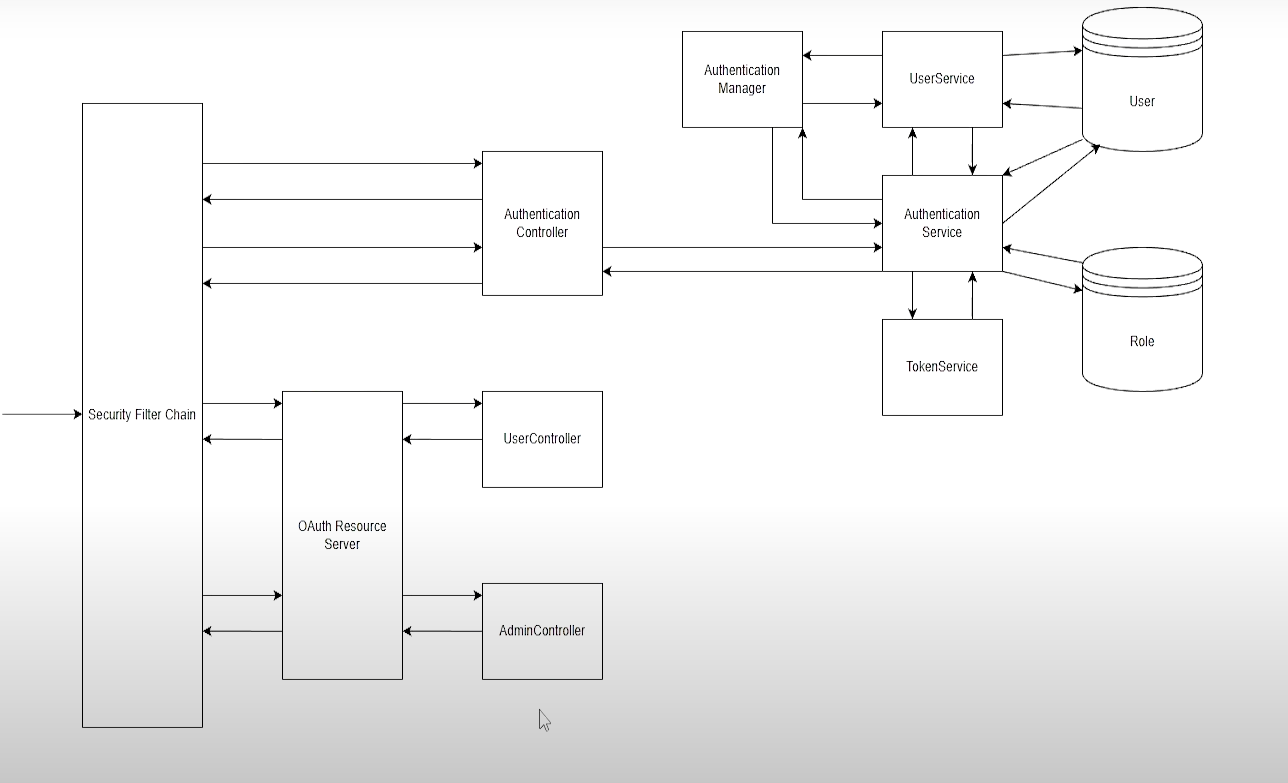 Authentication
Manager
UserService
User
Authentication
Controller
Authentication
Service
Role
TokenService
Security Filter Chain
UserController
OAuth Resource
Server
AdminController